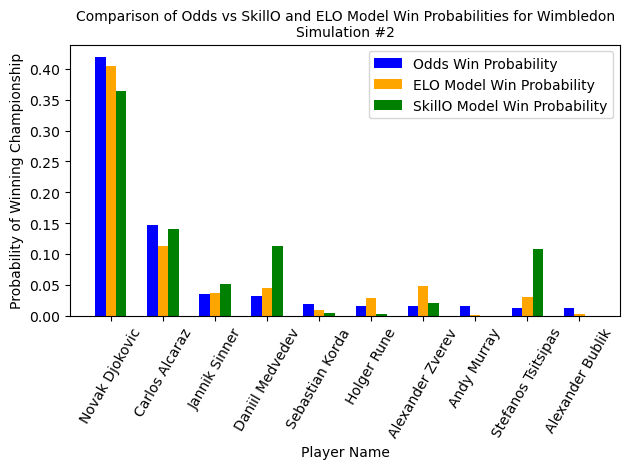 Comparison of Odds vs SkillO and ELO Model Win Probabilities for Wimbledon
Simulation #2
Odds Win Probability
ELO Model Win Probability
SkillO Model Win Probability
Probability of Winning Championship
0.40
0.35
0.30
0.25
0.20
0.15
0.10
0.05
0.00
Novak Djokovic
Carlos Alcaraz
Jannik Sinner
Daniil Medvedev
Sebastian Korda
Holger Rune
Alexander Zverev
Andy Murray
Stefanos Tsitsipas
Alexander Bublik
Player Name